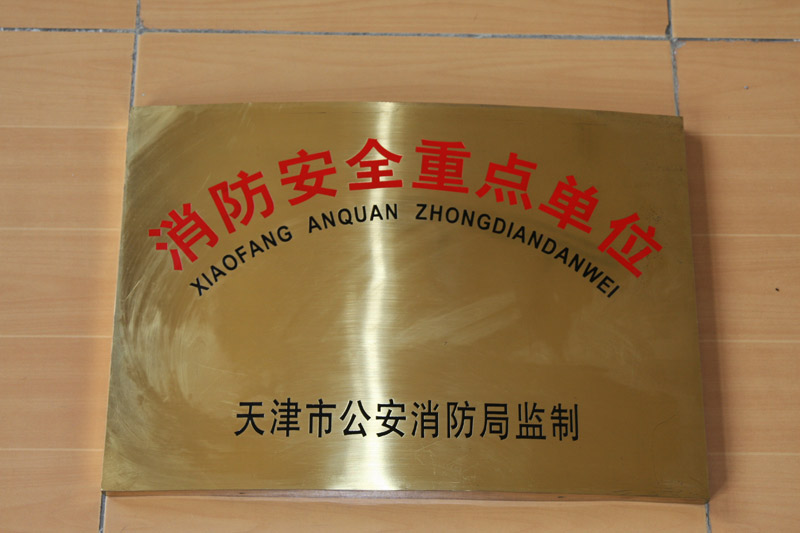 消防安全重点单位
XIAOFANG ANQUAN ZHONGDIANDANWEI
天津市公安消防局监制